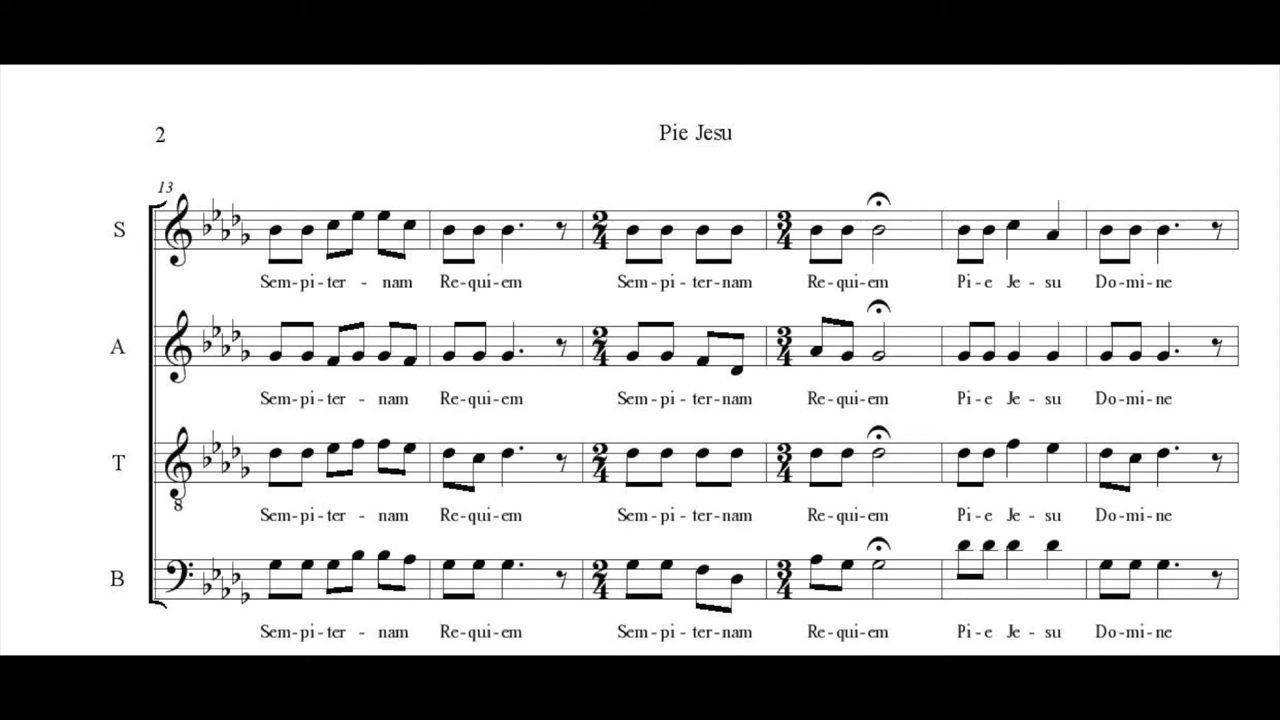 2 Pie Jesu
13
S
Sem-pi-ter - nam Re-qui-em Sem-pi-ter-nam Re-qui-em Pi-e Je-su Do-mi-ne
A
Sem-pi-ter - nam Re-qui-em Sem-pi-ter-nam Re-qui-em Pi-e Je-su Do-mi-ne
T
8
Sem-pi-ter - nam Re-qui-em Sem-pi-ter-nam Re-qui-em Pi-e Je-su Do-mi-ne
B
Sem-pi-ter - nam Re-qui-em Sem-pi-ter-nam Re-qui-em Pi-e Je-su Do-mi-ne